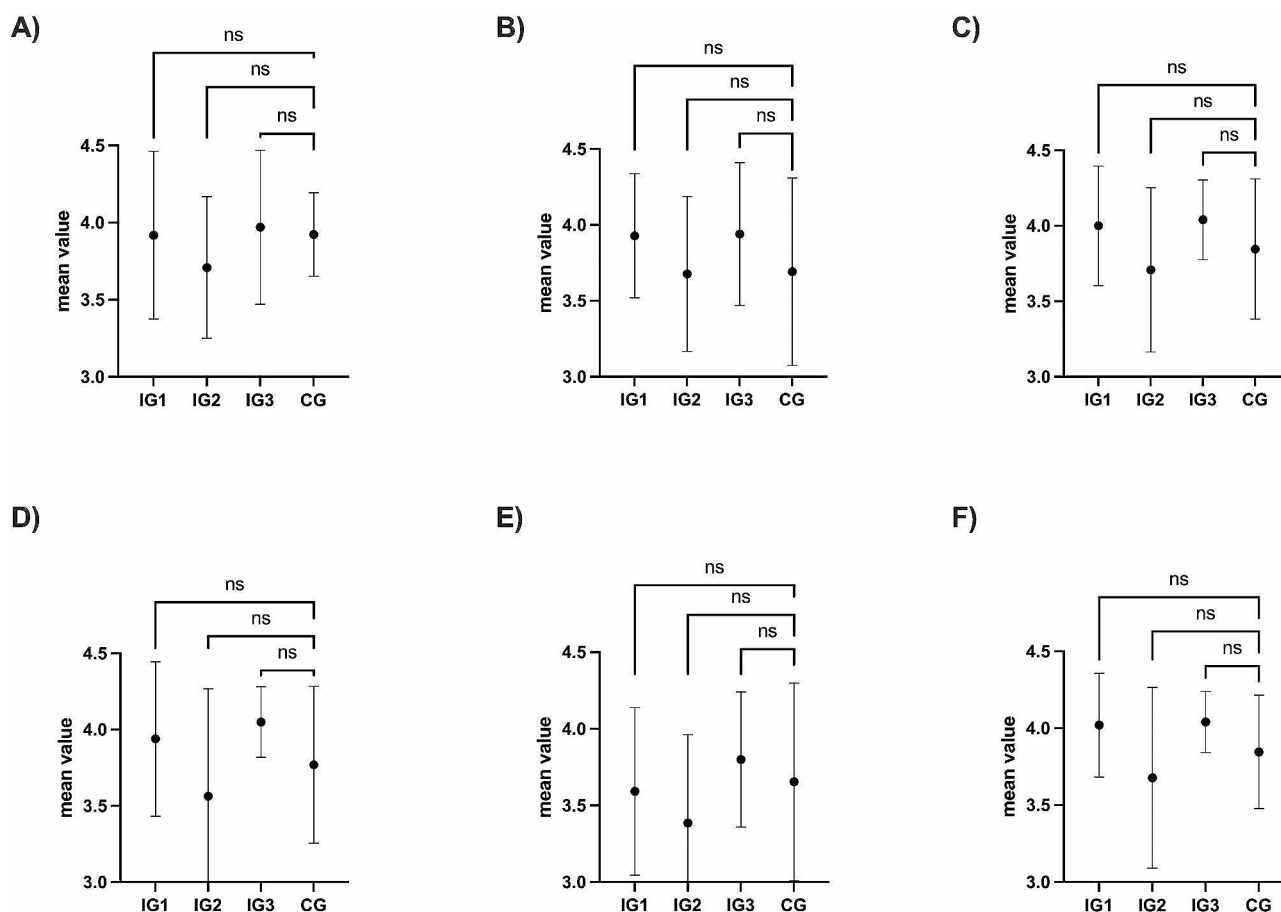 A)
ns
ns
ns
4.5
4.0
3.5
3.0
mean value
IG1 IG2 IG3 CG
B)
ns
ns
ns
4.5
4.0
3.5
3.0
mean value
IG1 IG2 IG3 CG
C)
ns
ns
ns
4.5
4.0
3.5
3.0
mean value
IG1 IG2 IG3 CG
D)
ns
ns
ns
4.5
4.0
3.5
3.0
mean value
IG1 IG2 IG3 CG
E)
ns
ns
ns
4.5
4.0
3.5
3.0
mean value
IG1 IG2 IG3 CG
F)
ns
ns
ns
4.5
4.0
3.5
3.0
mean value
IG1 IG2 IG3 CG